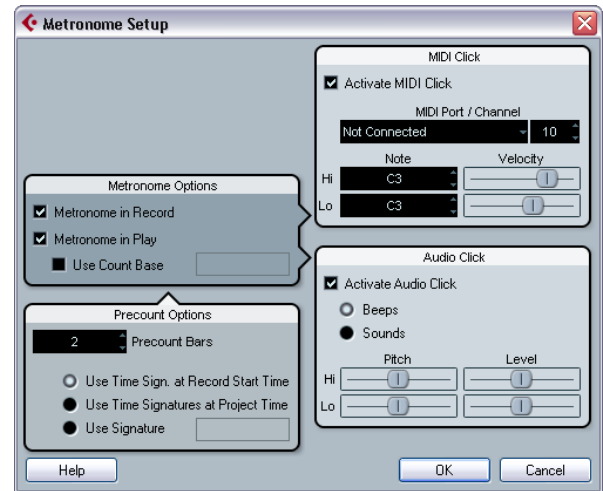 Metronome Setup
MIDI Click
Activate MIDI Click
MIDI Port / Channel
Not Connected 10
Note Velocity
Hi C3
Lo C3
Metronome Options
Metronome in Record
Metronome in Play
Use Count Base
Audio Click
Activate Audio Click
Beeps
Sounds
Pitch Level
Hi
Lo
Precount Options
2 Precount Bars
Use Time Sign. at Record Start Time
Use Time Signatures at Project Time
Use Signature
Help OK Cancel